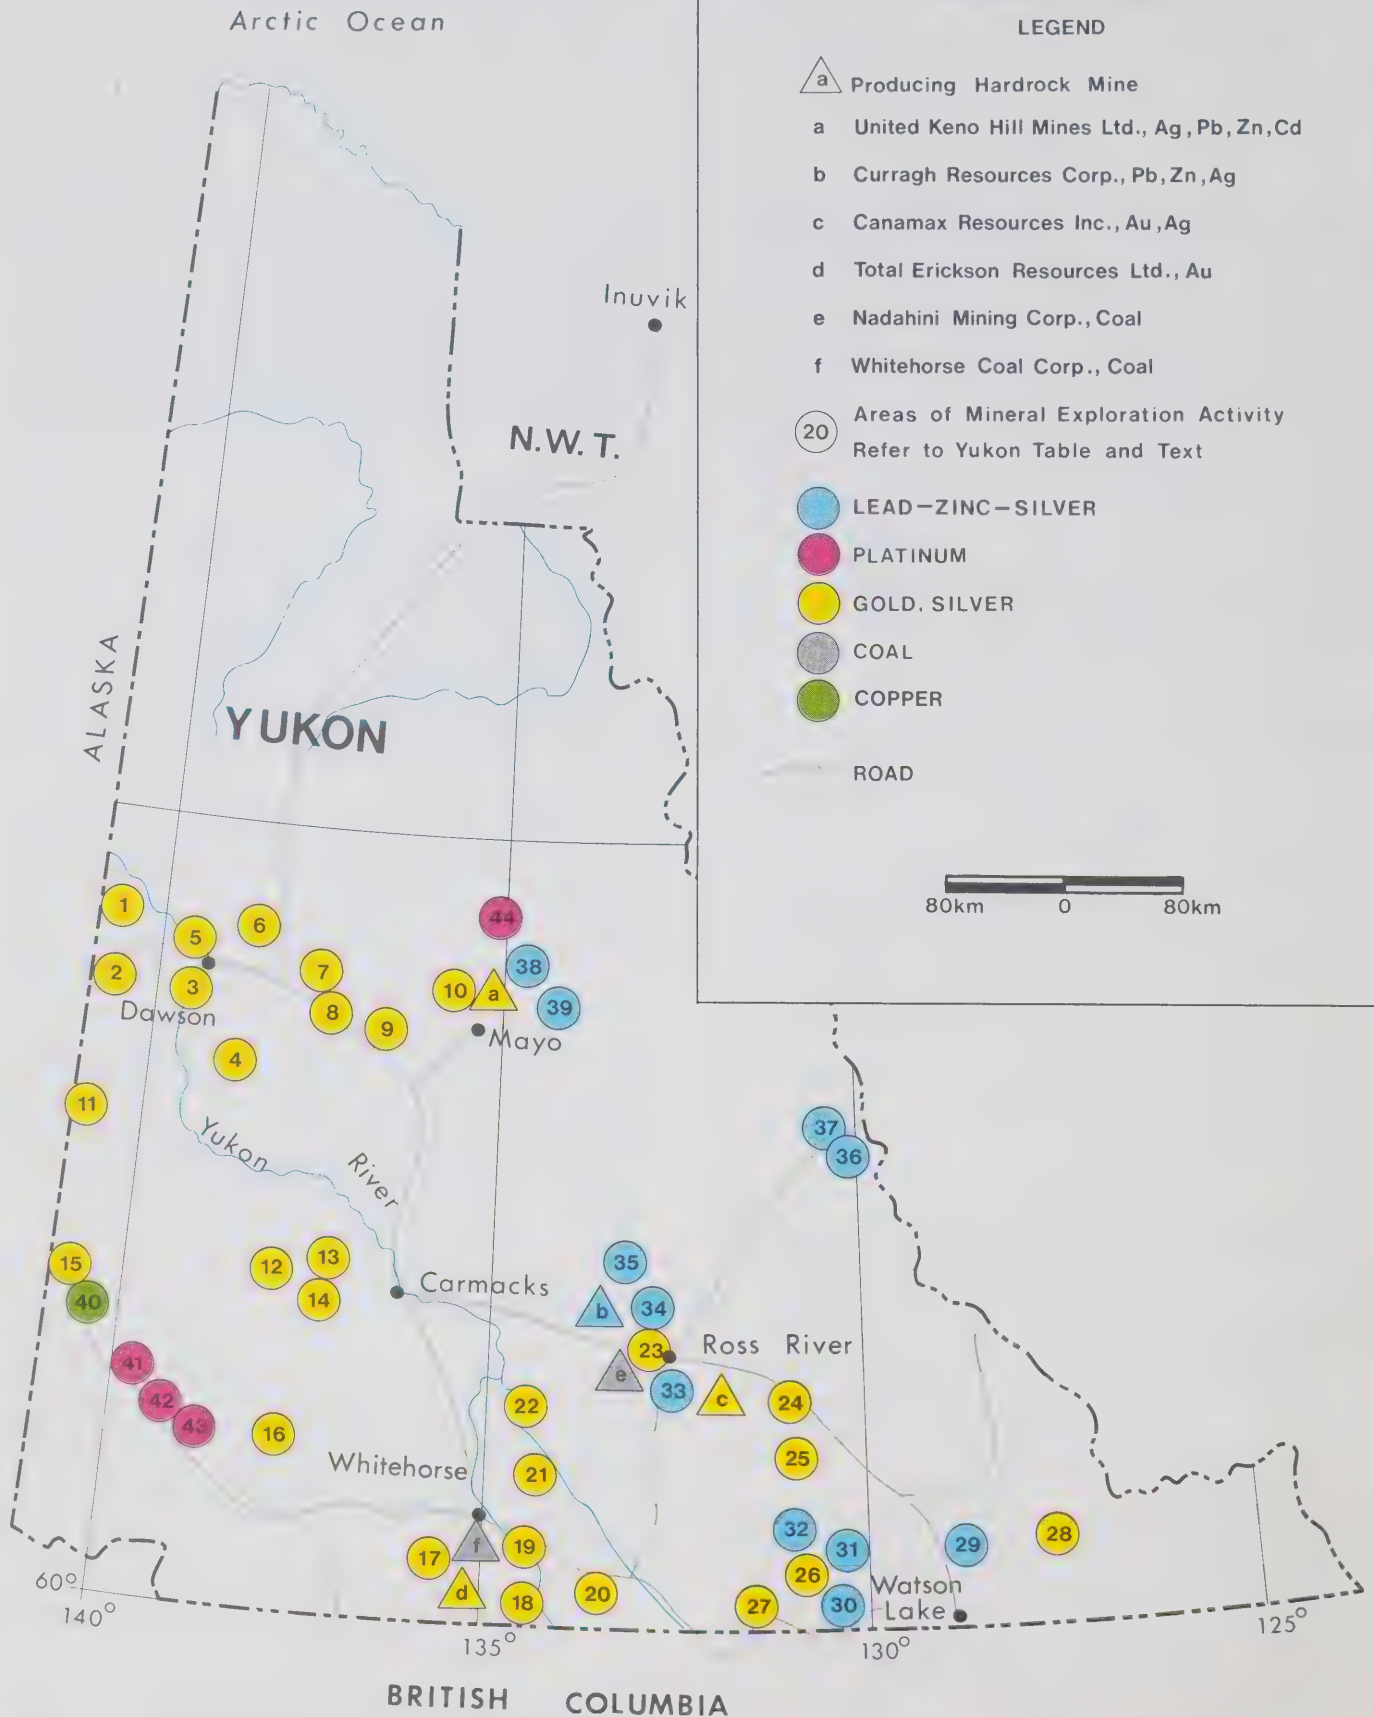 Arctic Ocean
LEGEND
a Producing Hardrock Mine
a United Keno Hill Mines Ltd., Ag, Pb, Zn, Cd
b Curragh Resources Corp., Pb, Zn, Ag
c Canamax Resources Inc., Au, Ag
d Total Erickson Resources Ltd., Au
e Nadahini Mining Corp., Coal
f Whitehorse Coal Corp., Coal
20 Areas of Mineral Exploration Activity
Refer to Yukon Table and Text
LEAD-ZINC-SILVER
PLATINUM
GOLD, SILVER
COAL
COPPER
ROAD
80km 0 80km
Inuvik
N.W.T.
ALASKA
YUKON
1
5
6
44
2
3
7
38
10
a
39
8
9
Dawson
Mayo
4
11
Yukon
River
37
36
15
12
13
35
40
14
Carmacks
b
34
41
23
Ross River
e
33
c
24
42
43
16
22
25
Whitehorse
21
32
31
29
28
17
f
19
26
d
18
20
27
30
Watson
Lake
60°
140°
135°
130°
125°
BRITISH COLUMBIA